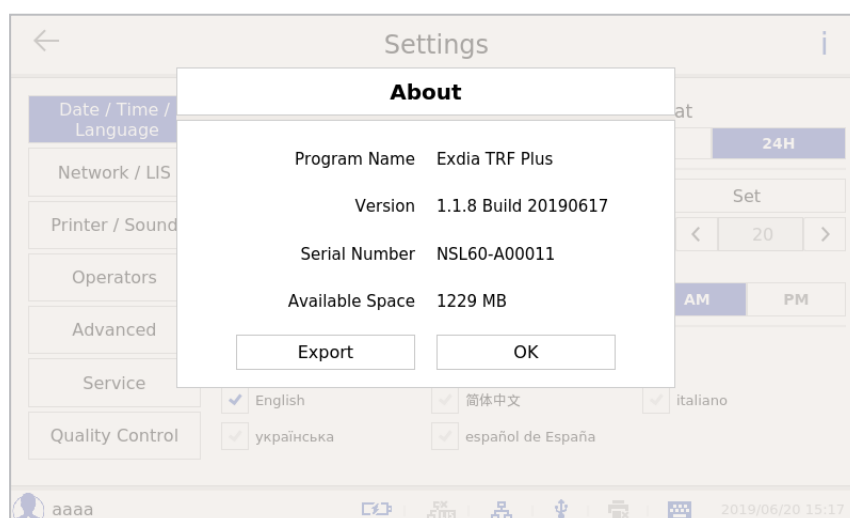 Settings
i
About
Date / Time /
Language
at
24H
Program Name Exdia TRF Plus
Network / LIS
Set
Version 1.1.8 Build 20190617
Printer / Sound
< 20 >
Serial Number NSL60-A00011
Operators
Available Space 1229 MB
AM PM
Advanced
Export OK
Service
English 简体中文 italiano
Quality Control
українська español de España
aaaa
2019/06/20 15:17